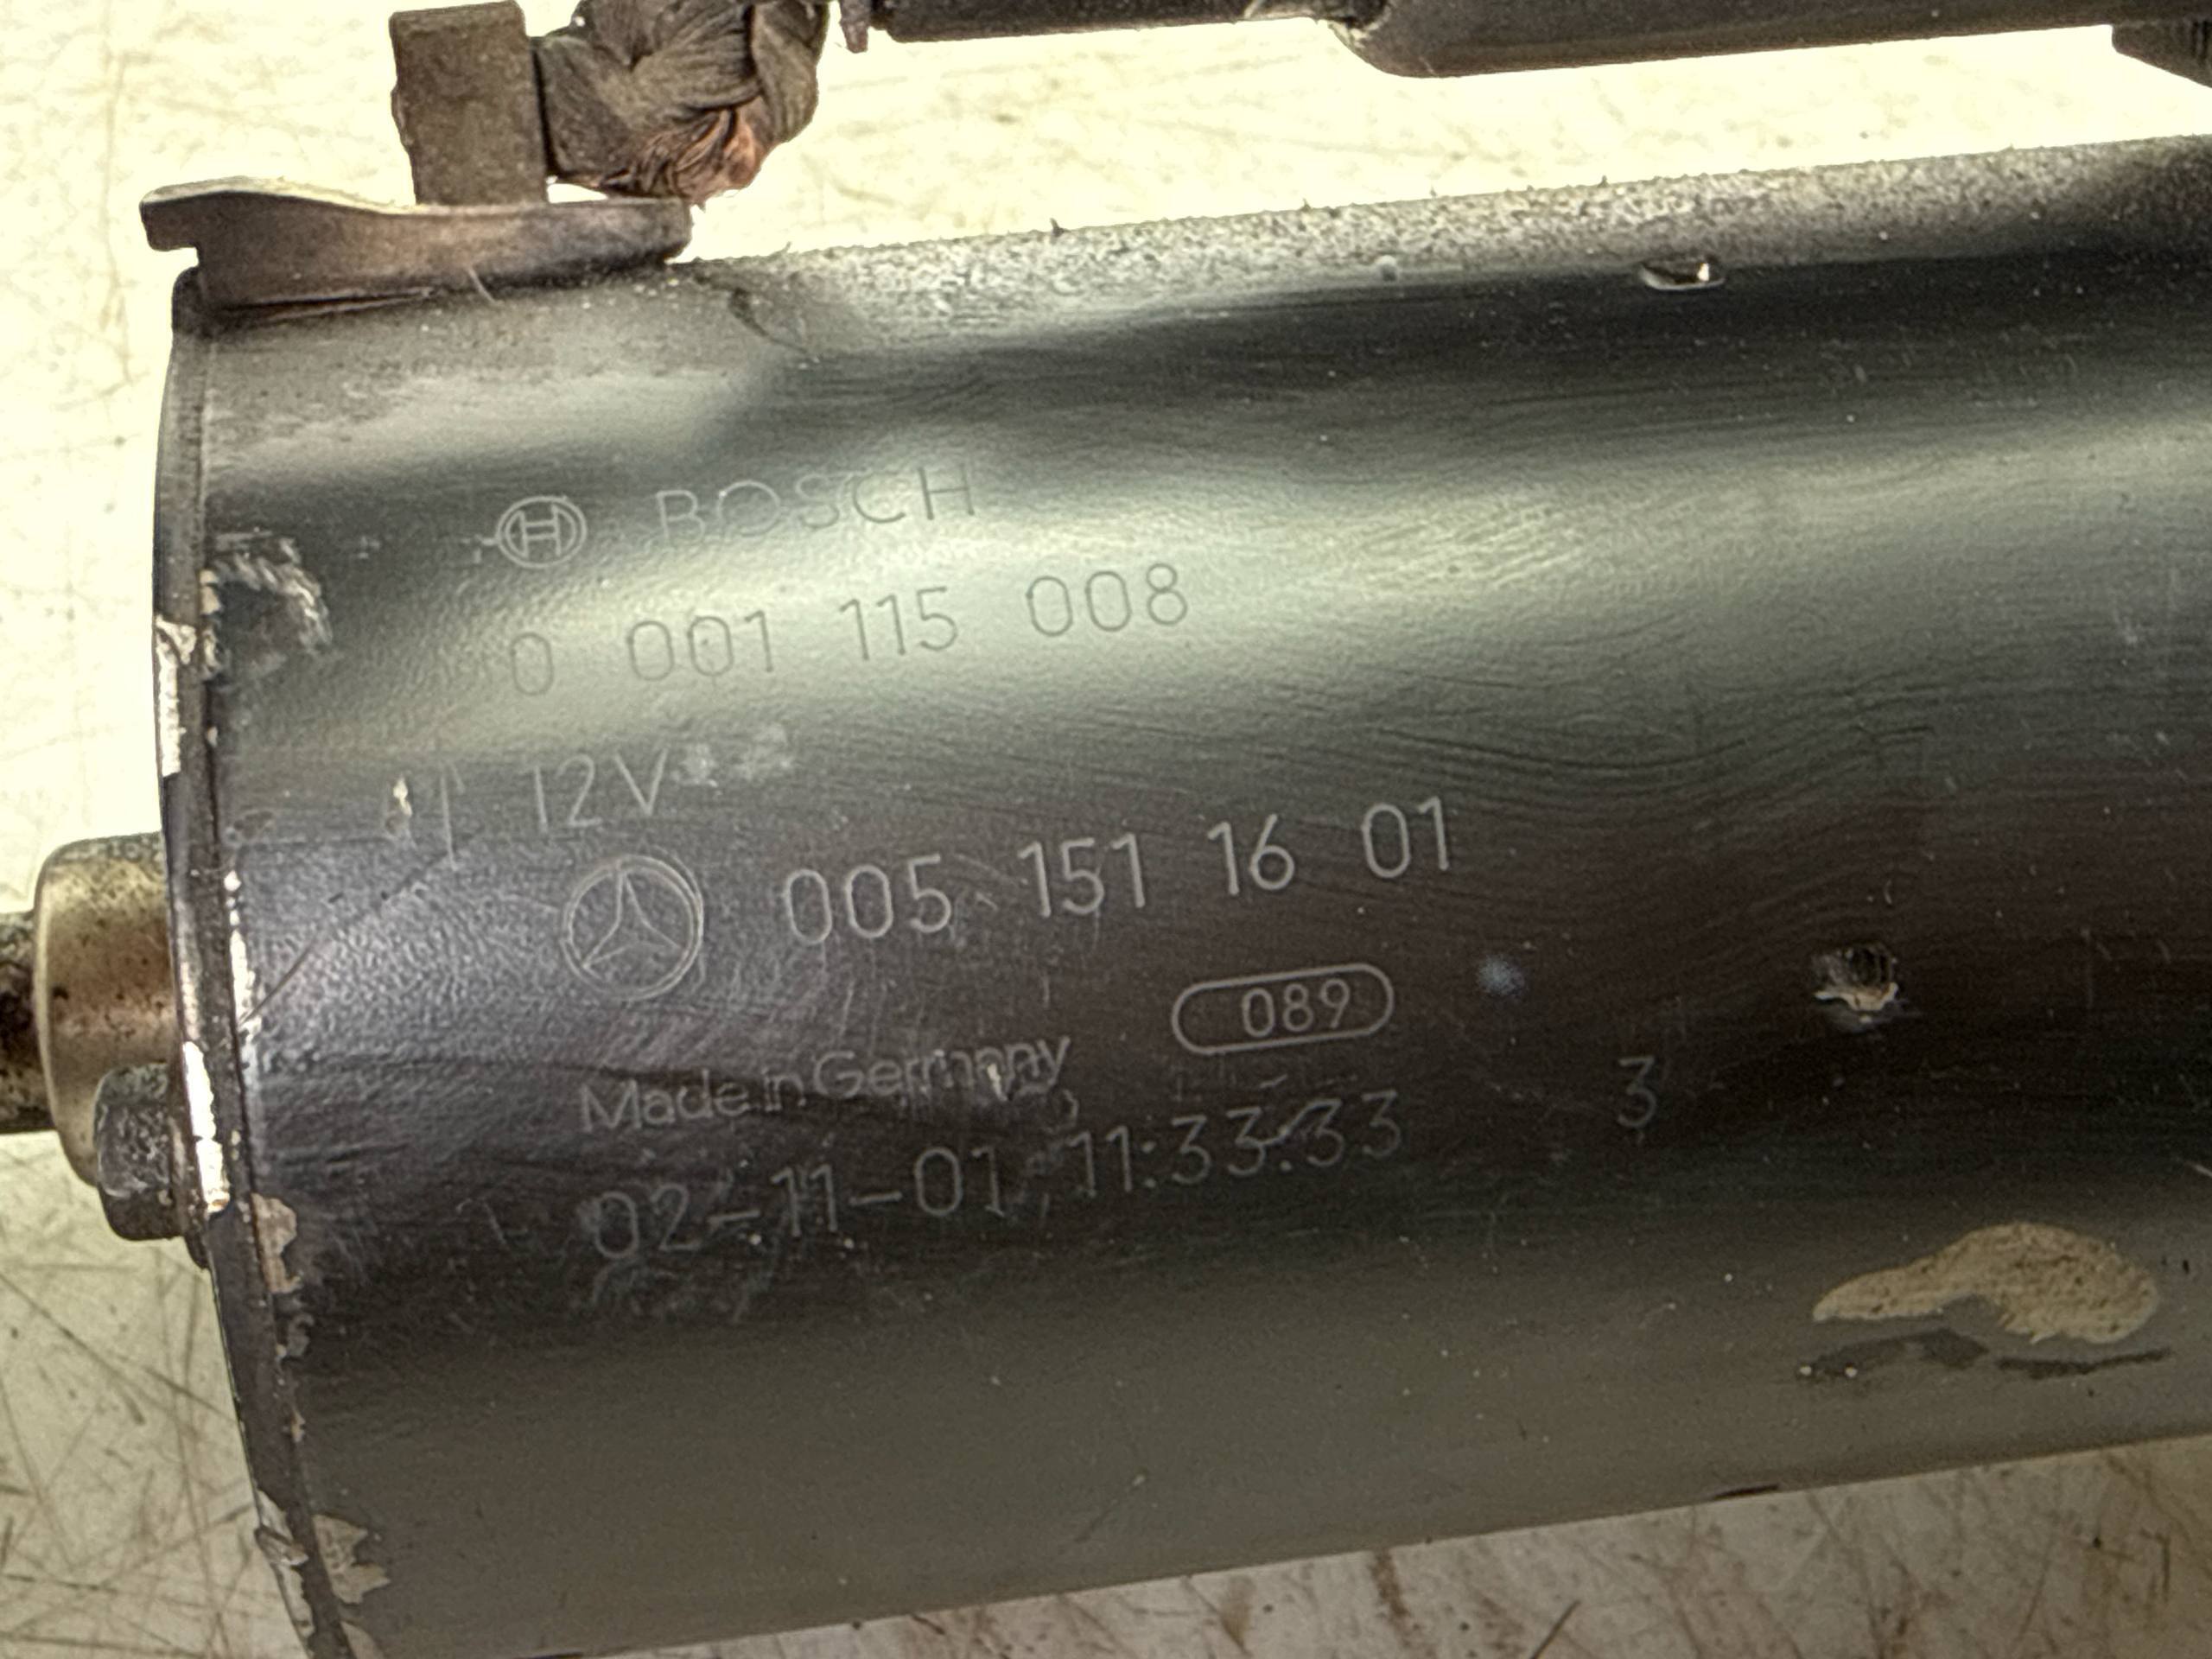 BOSCH
0 001 115 008
12V
005 151 16 01
089
Made in Germany
02-11-01 11:33:33 3